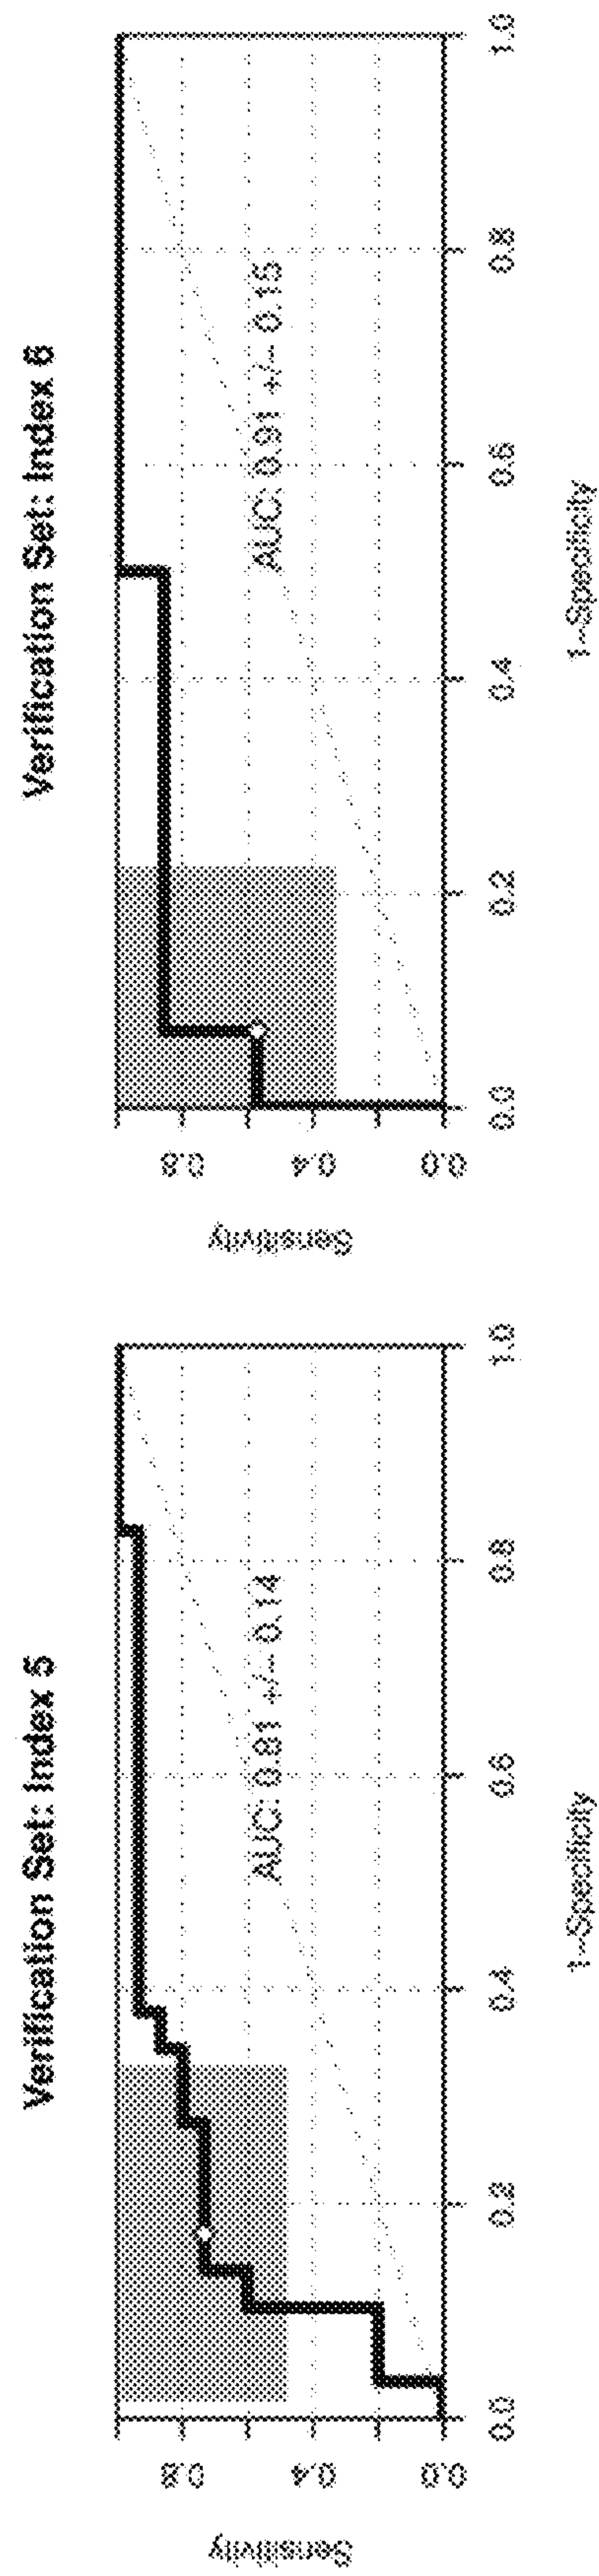 Verification Set: Index 5
Sensitivity
0.8
0.4
0.0
AUC: 0.81 +/- 0.14
0.0
0.2
0.4
0.6
0.8
1.0
1-Specificity
Verification Set: Index 6
Sensitivity
0.8
0.4
0.0
AUC: 0.91 +/- 0.15
0.0
0.2
0.4
0.6
0.8
1.0
1-Specificity